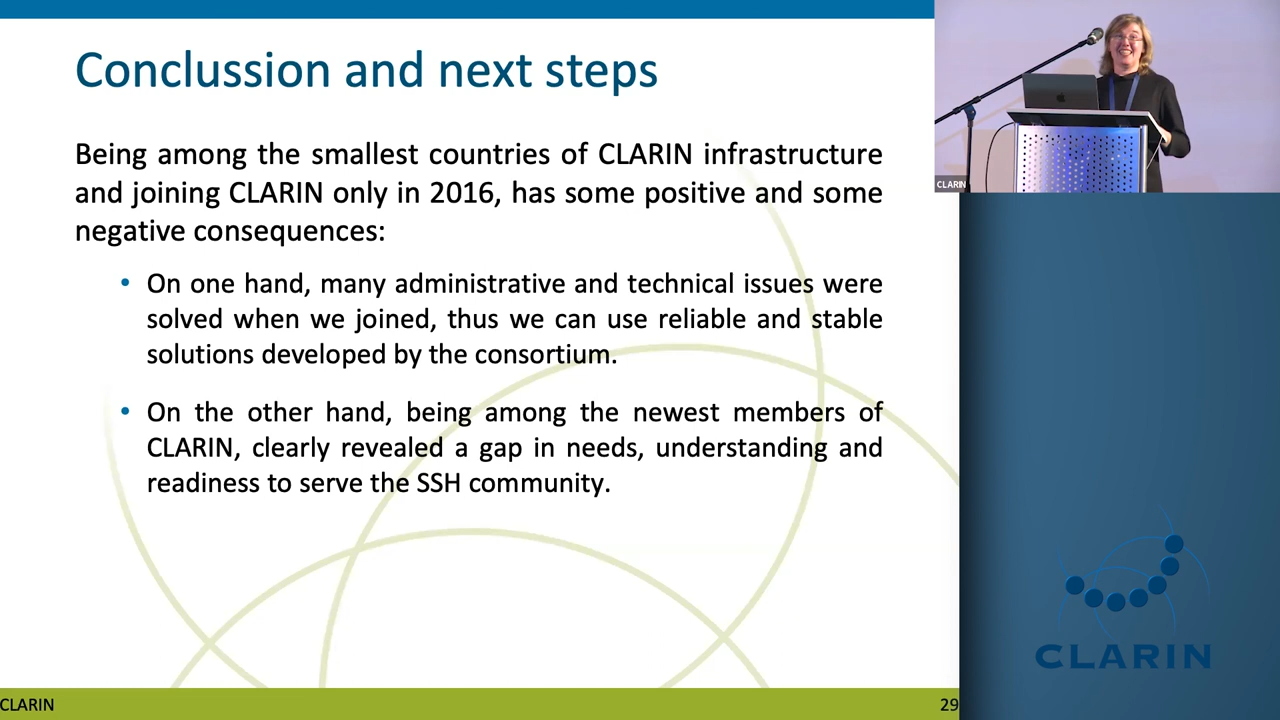 Conclussion and next steps
Being among the smallest countries of CLARIN infrastructure
and joining CLARIN only in 2016, has some positive and some
negative consequences:
• On one hand, many administrative and technical issues were
solved when we joined, thus we can use reliable and stable
solutions developed by the consortium.
• On the other hand, being among the newest members of
CLARIN, clearly revealed a gap in needs, understanding and
readiness to serve the SSH community.
CLARIN
29
CLARIN
CLARIN